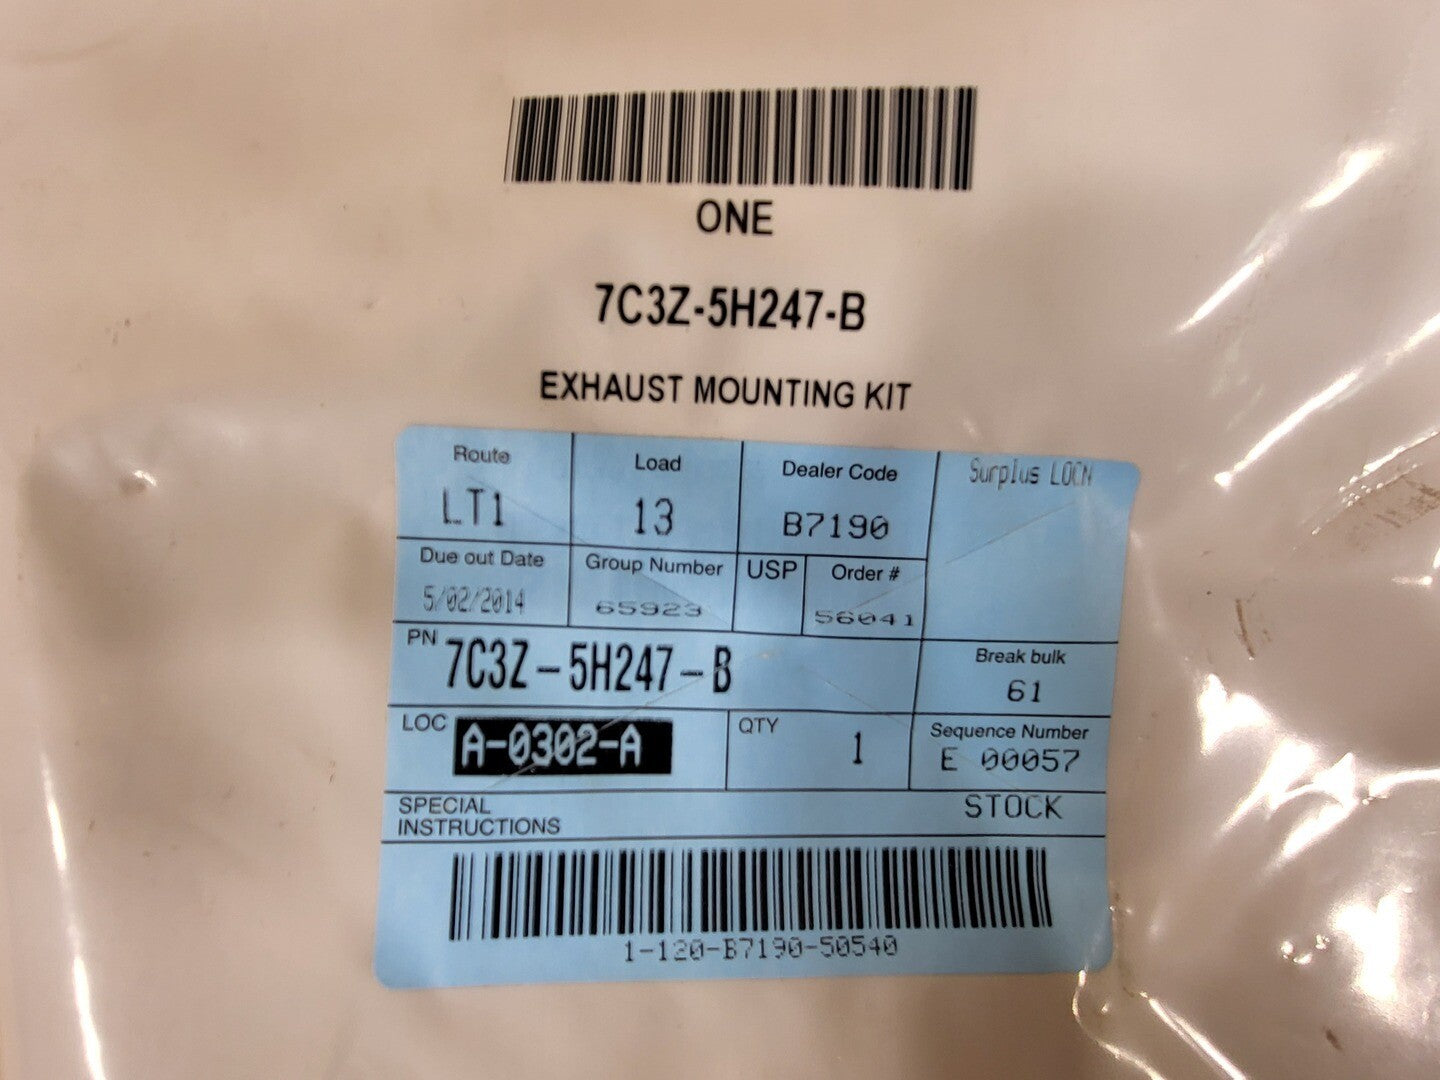 ONE
7C3Z-5H247-B
EXHAUST MOUNTING KIT
Route Load Dealer Code Surplus LOCN
LT1 13 B7190
Due out Date Group Number USP Order #
5/02/2014 65923 56041
PN 7C3Z-5H247-B Break bulk
61
LOC A-0302-A QTY 1 Sequence Number
E 00057
SPECIAL STOCK
INSTRUCTIONS
1-120-B7190-50540